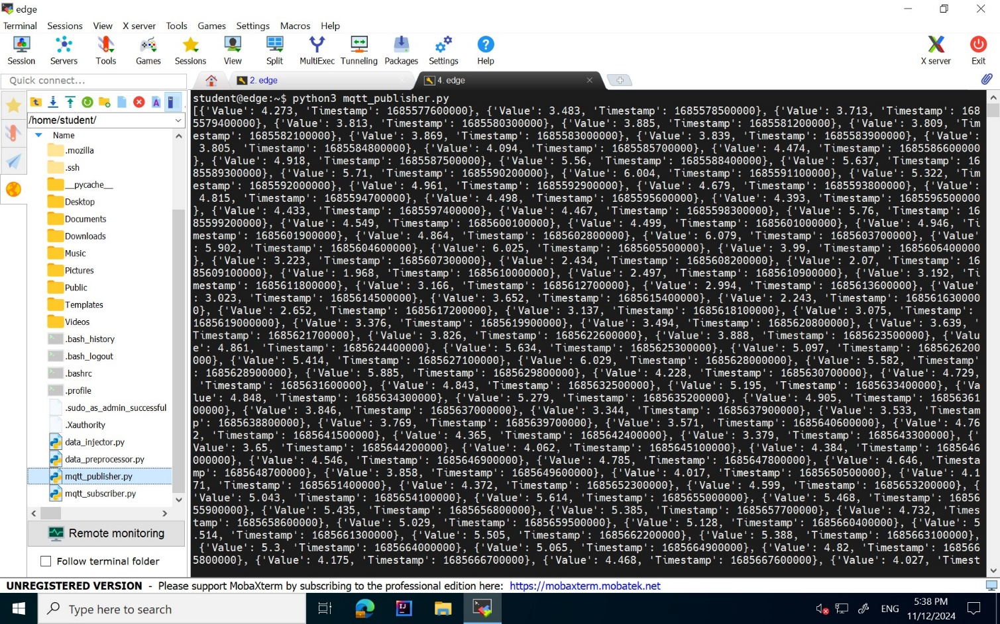 edge
Terminal Sessions View X server Tools Games Settings Macros Help
Session Servers Tools Games Sessions View Split MultiExec Tunneling Packages Settings Help X server Exit
Quick connect...
2. edge
4. edge
/home/student/
Name
.mozilla
.ssh
__pycache__
Desktop
Documents
Downloads
Music
Pictures
Public
Templates
Videos
.bash_history
.bash_logout
.bashrc
.profile
.sudo_as_admin_successful
.Xauthority
data_injector.py
data_preprocessor.py
mqtt_publisher.py
mqtt_subscriber.py
Remote monitoring
Follow terminal folder
student@edge:~$ python3 mqtt_publisher.py
[{'Value': 4.273, 'Timestamp': 1685577600000}, {'Value': 3.483, 'Timestamp': 1685578500000}, {'Value': 3.713, 'Timestamp': 168
5579400000}, {'Value': 3.813, 'Timestamp': 1685580300000}, {'Value': 3.885, 'Timestamp': 1685581200000}, {'Value': 3.809, 'Tim
estamp': 1685582100000}, {'Value': 3.869, 'Timestamp': 1685583000000}, {'Value': 3.839, 'Timestamp': 1685583900000}, {'Value':
 3.805, 'Timestamp': 1685584800000}, {'Value': 4.094, 'Timestamp': 1685585700000}, {'Value': 4.474, 'Timestamp': 1685586600000
}, {'Value': 4.918, 'Timestamp': 1685587500000}, {'Value': 5.56, 'Timestamp': 1685588400000}, {'Value': 5.637, 'Timestamp': 16
85589300000}, {'Value': 5.71, 'Timestamp': 1685590200000}, {'Value': 6.004, 'Timestamp': 1685591100000}, {'Value': 5.322, 'Tim
estamp': 1685592000000}, {'Value': 4.961, 'Timestamp': 1685592900000}, {'Value': 4.679, 'Timestamp': 1685593800000}, {'Value':
 4.815, 'Timestamp': 1685594700000}, {'Value': 4.498, 'Timestamp': 1685595600000}, {'Value': 4.393, 'Timestamp': 1685596500000
}, {'Value': 4.433, 'Timestamp': 1685597400000}, {'Value': 4.467, 'Timestamp': 1685598300000}, {'Value': 5.76, 'Timestamp': 16
85599200000}, {'Value': 4.549, 'Timestamp': 1685600100000}, {'Value': 4.499, 'Timestamp': 1685601000000}, {'Value': 4.946, 'Ti
mestamp': 1685601900000}, {'Value': 4.864, 'Timestamp': 1685602800000}, {'Value': 6.079, 'Timestamp': 1685603700000}, {'Value'
: 5.902, 'Timestamp': 1685604600000}, {'Value': 6.025, 'Timestamp': 1685605500000}, {'Value': 3.99, 'Timestamp': 1685606400000
}, {'Value': 3.223, 'Timestamp': 1685607300000}, {'Value': 2.434, 'Timestamp': 1685608200000}, {'Value': 2.07, 'Timestamp': 16
85609100000}, {'Value': 1.968, 'Timestamp': 1685610000000}, {'Value': 2.497, 'Timestamp': 1685610900000}, {'Value': 3.192, 'Ti
mestamp': 1685611800000}, {'Value': 3.166, 'Timestamp': 1685612700000}, {'Value': 2.994, 'Timestamp': 1685613600000}, {'Value'
: 3.023, 'Timestamp': 1685614500000}, {'Value': 3.652, 'Timestamp': 1685615400000}, {'Value': 2.243, 'Timestamp': 168561630000
0}, {'Value': 2.652, 'Timestamp': 1685617200000}, {'Value': 3.137, 'Timestamp': 1685618100000}, {'Value': 3.075, 'Timestamp':
1685619000000}, {'Value': 3.376, 'Timestamp': 1685619900000}, {'Value': 3.494, 'Timestamp': 1685620800000}, {'Value': 3.639, '
Timestamp': 1685621700000}, {'Value': 3.826, 'Timestamp': 1685622600000}, {'Value': 3.888, 'Timestamp': 1685623500000}, {'Valu
e': 4.861, 'Timestamp': 1685624400000}, {'Value': 5.634, 'Timestamp': 1685625300000}, {'Value': 5.097, 'Timestamp': 1685626200
000}, {'Value': 5.414, 'Timestamp': 1685627100000}, {'Value': 6.029, 'Timestamp': 1685628000000}, {'Value': 5.582, 'Timestamp'
: 1685628900000}, {'Value': 5.885, 'Timestamp': 1685629800000}, {'Value': 4.228, 'Timestamp': 1685630700000}, {'Value': 4.729,
 'Timestamp': 1685631600000}, {'Value': 4.843, 'Timestamp': 1685632500000}, {'Value': 5.195, 'Timestamp': 1685633400000}, {'Va
lue': 4.848, 'Timestamp': 1685634300000}, {'Value': 5.279, 'Timestamp': 1685635200000}, {'Value': 4.905, 'Timestamp': 16856361
00000}, {'Value': 3.846, 'Timestamp': 1685637000000}, {'Value': 3.344, 'Timestamp': 1685637900000}, {'Value': 3.533, 'Timestam
p': 1685638800000}, {'Value': 3.769, 'Timestamp': 1685639700000}, {'Value': 3.571, 'Timestamp': 1685640600000}, {'Value': 4.76
2, 'Timestamp': 1685641500000}, {'Value': 4.365, 'Timestamp': 1685642400000}, {'Value': 3.379, 'Timestamp': 1685643300000}, {'
Value': 3.65, 'Timestamp': 1685644200000}, {'Value': 4.062, 'Timestamp': 1685645100000}, {'Value': 4.384, 'Timestamp': 1685646
000000}, {'Value': 4.546, 'Timestamp': 1685646900000}, {'Value': 4.785, 'Timestamp': 1685647800000}, {'Value': 4.646, 'Timesta
mp': 1685648700000}, {'Value': 3.858, 'Timestamp': 1685649600000}, {'Value': 4.017, 'Timestamp': 1685650500000}, {'Value': 4.1
71, 'Timestamp': 1685651400000}, {'Value': 4.372, 'Timestamp': 1685652300000}, {'Value': 4.599, 'Timestamp': 1685653200000}, {
'Value': 5.043, 'Timestamp': 1685654100000}, {'Value': 5.614, 'Timestamp': 1685655000000}, {'Value': 5.468, 'Timestamp': 16856
55900000}, {'Value': 5.435, 'Timestamp': 1685656800000}, {'Value': 5.385, 'Timestamp': 1685657700000}, {'Value': 4.732, 'Times
tamp': 1685658600000}, {'Value': 5.029, 'Timestamp': 1685659500000}, {'Value': 5.128, 'Timestamp': 1685660400000}, {'Value': 5
.514, 'Timestamp': 1685661300000}, {'Value': 5.505, 'Timestamp': 1685662200000}, {'Value': 5.388, 'Timestamp': 1685663100000},
 {'Value': 5.3, 'Timestamp': 1685664000000}, {'Value': 5.065, 'Timestamp': 1685664900000}, {'Value': 4.82, 'Timestamp': 168566
5800000}, {'Value': 4.175, 'Timestamp': 1685666700000}, {'Value': 4.468, 'Timestamp': 1685667600000}, {'Value': 4.027, 'Timest
UNREGISTERED VERSION - Please support MobaXterm by subscribing to the professional edition here: https://mobaxterm.mobatek.net
Type here to search
ENG
5:38 PM
11/12/2024